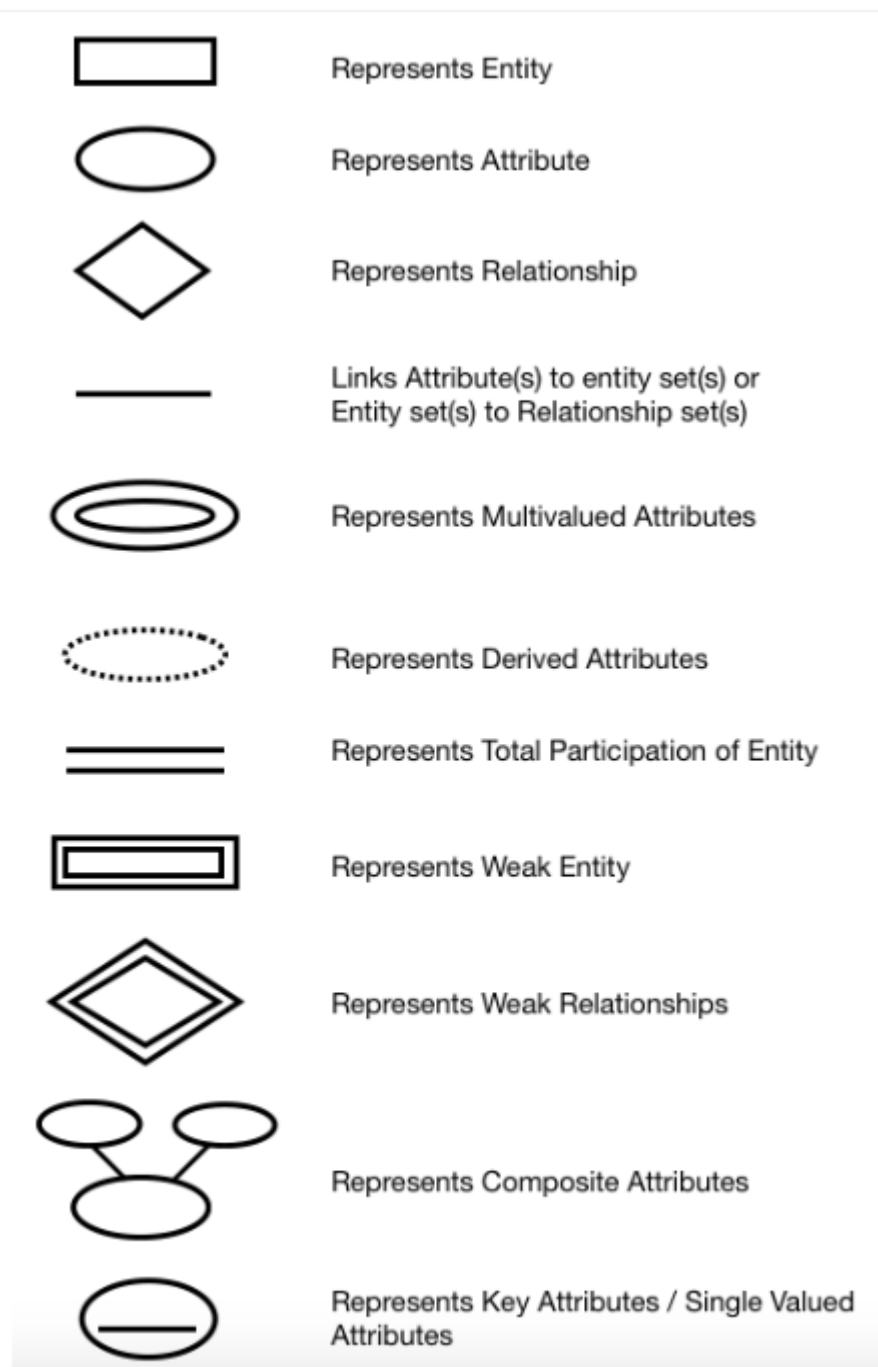 Represents Entity
Represents Attribute
Represents Relationship
Links Attribute(s) to entity set(s) or
Entity set(s) to Relationship set(s)
Represents Multivalued Attributes
Represents Derived Attributes
Represents Total Participation of Entity
Represents Weak Entity
Represents Weak Relationships
Represents Composite Attributes
Represents Key Attributes / Single Valued
Attributes